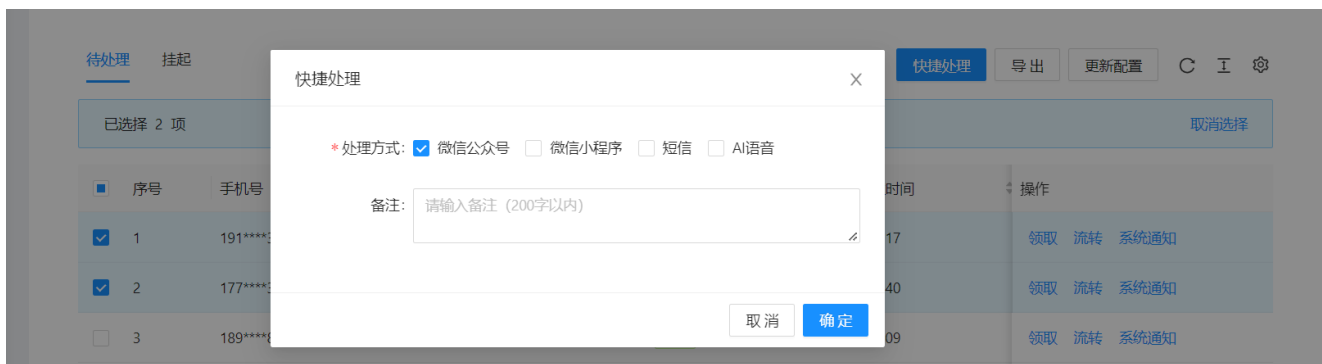 待处理 挂起 快捷处理 导出 更新配置
快捷处理
已选择 2 项 取消选择
*处理方式: 微信公众号 微信小程序 短信 AI语音
序号 手机号 时间 操作
备注: 请输入备注（200字以内）
1 191**** 17 领取 流转 系统通知
2 177**** 40 领取 流转 系统通知
取消 确定
3 189**** 09 领取 流转 系统通知